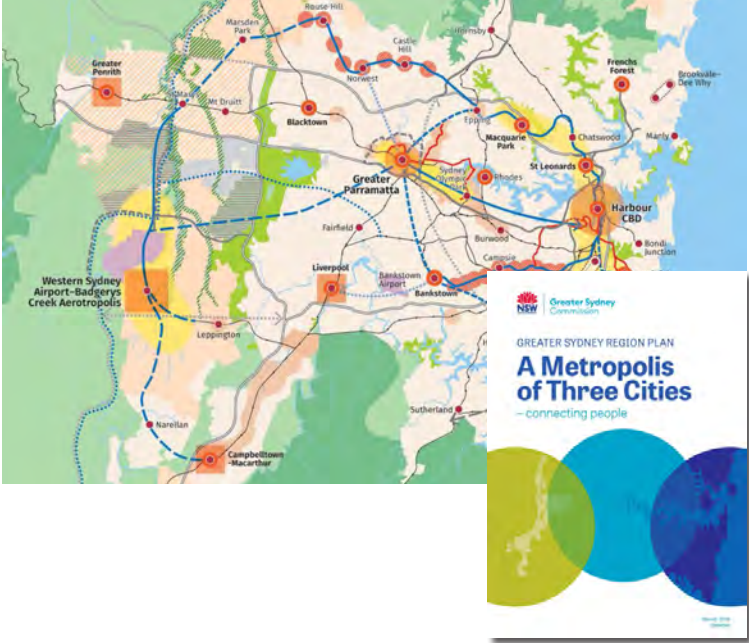 Rouse Hill
Marsden
Park
Castle
Hill
Hornsby
Greater
Penrith
Norwest
Frenchs
Forest
Brookvale–
Dee Why
St Marys
Mt Druitt
Blacktown
Epping
Macquarie
Park
Chatswood
Manly
St Leonards
Greater
Parramatta
Sydney
Olympic
Park
Rhodes
Harbour
CBD
Fairfield
Burwood
Bondi
Junction
Campsie
Liverpool
Bankstown
Airport
Bankstown
Western Sydney
Airport–Badgerys
Creek Aerotropolis
Leppington
Sutherland
Narellan
Campbelltown
–Macarthur
NSW
Greater Sydney
Commission
GREATER SYDNEY REGION PLAN
A Metropolis
of Three Cities
– connecting people